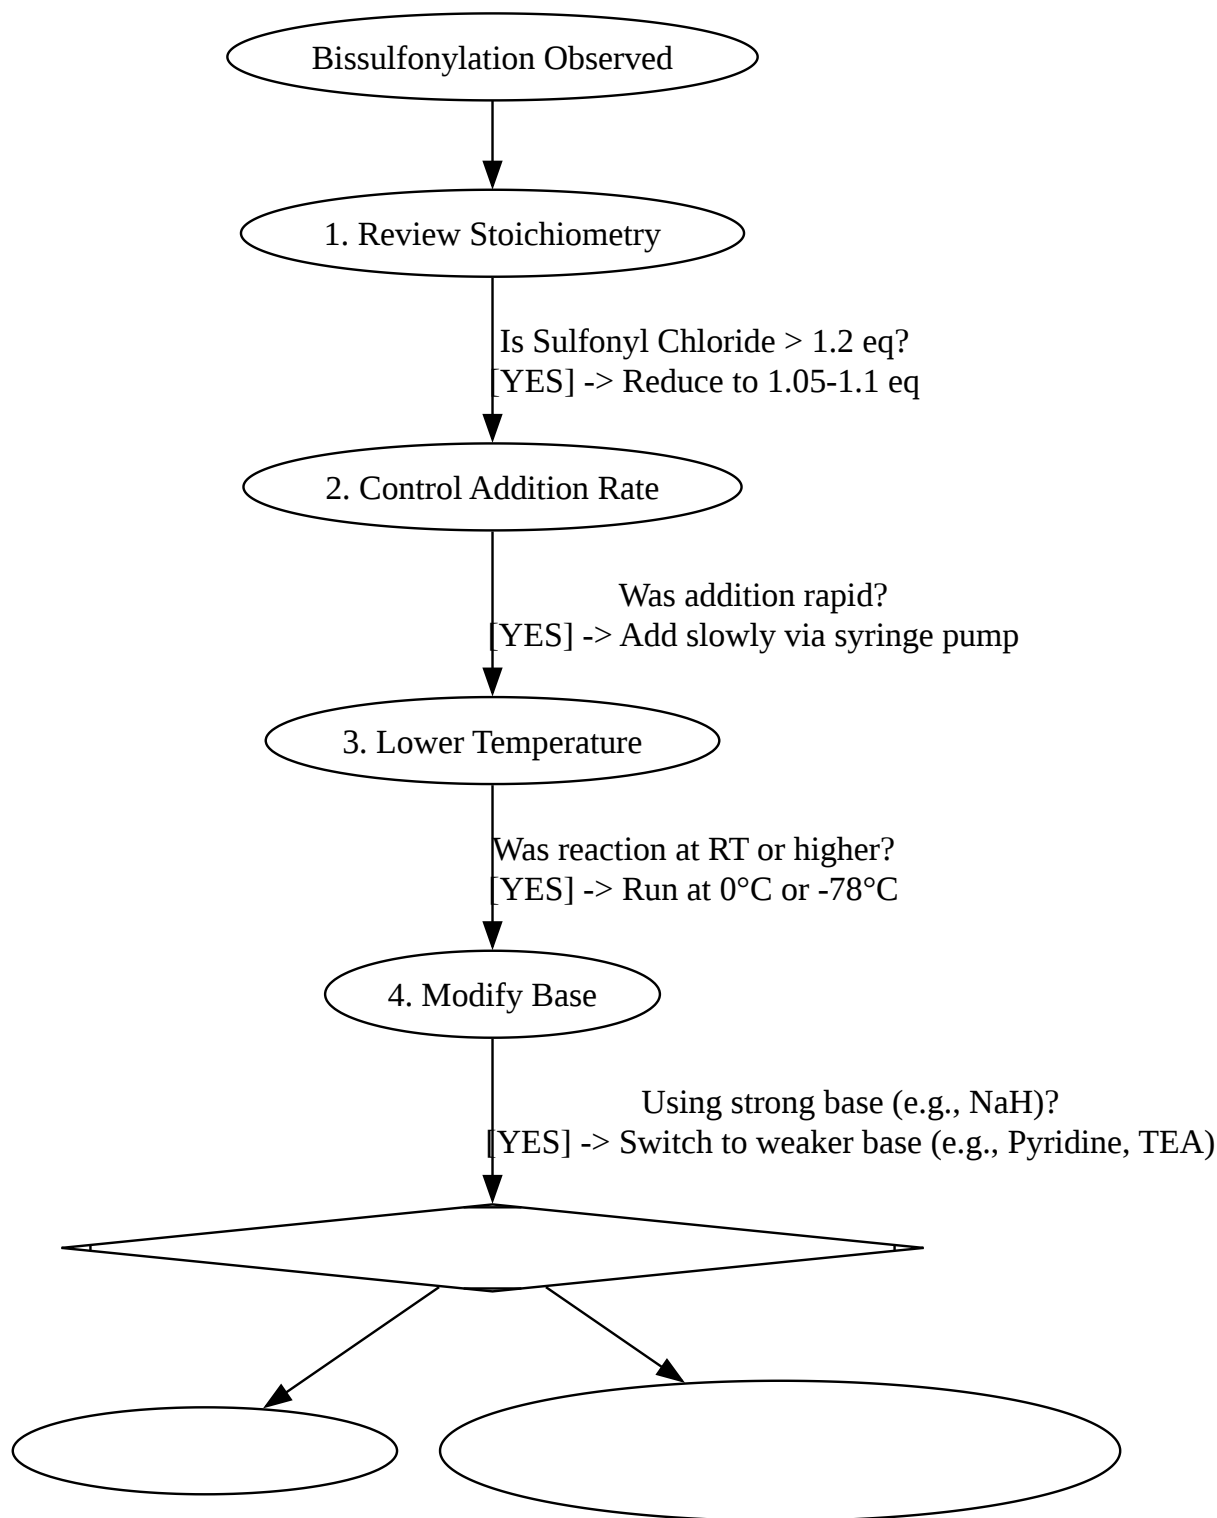 Bissulfonylation Observed
1. Review Stoichiometry
Is Sulfonyl Chloride > 1.2 eq?
[YES] -> Reduce to 1.05-1.1 eq
2. Control Addition Rate
Was addition rapid?
[YES] -> Add slowly via syringe pump
3. Lower Temperature
Was reaction at RT or higher?
[YES] -> Run at 0°C or -78°C
4. Modify Base
Using strong base (e.g., NaH)?
[YES] -> Switch to weaker base (e.g., Pyridine, TEA)